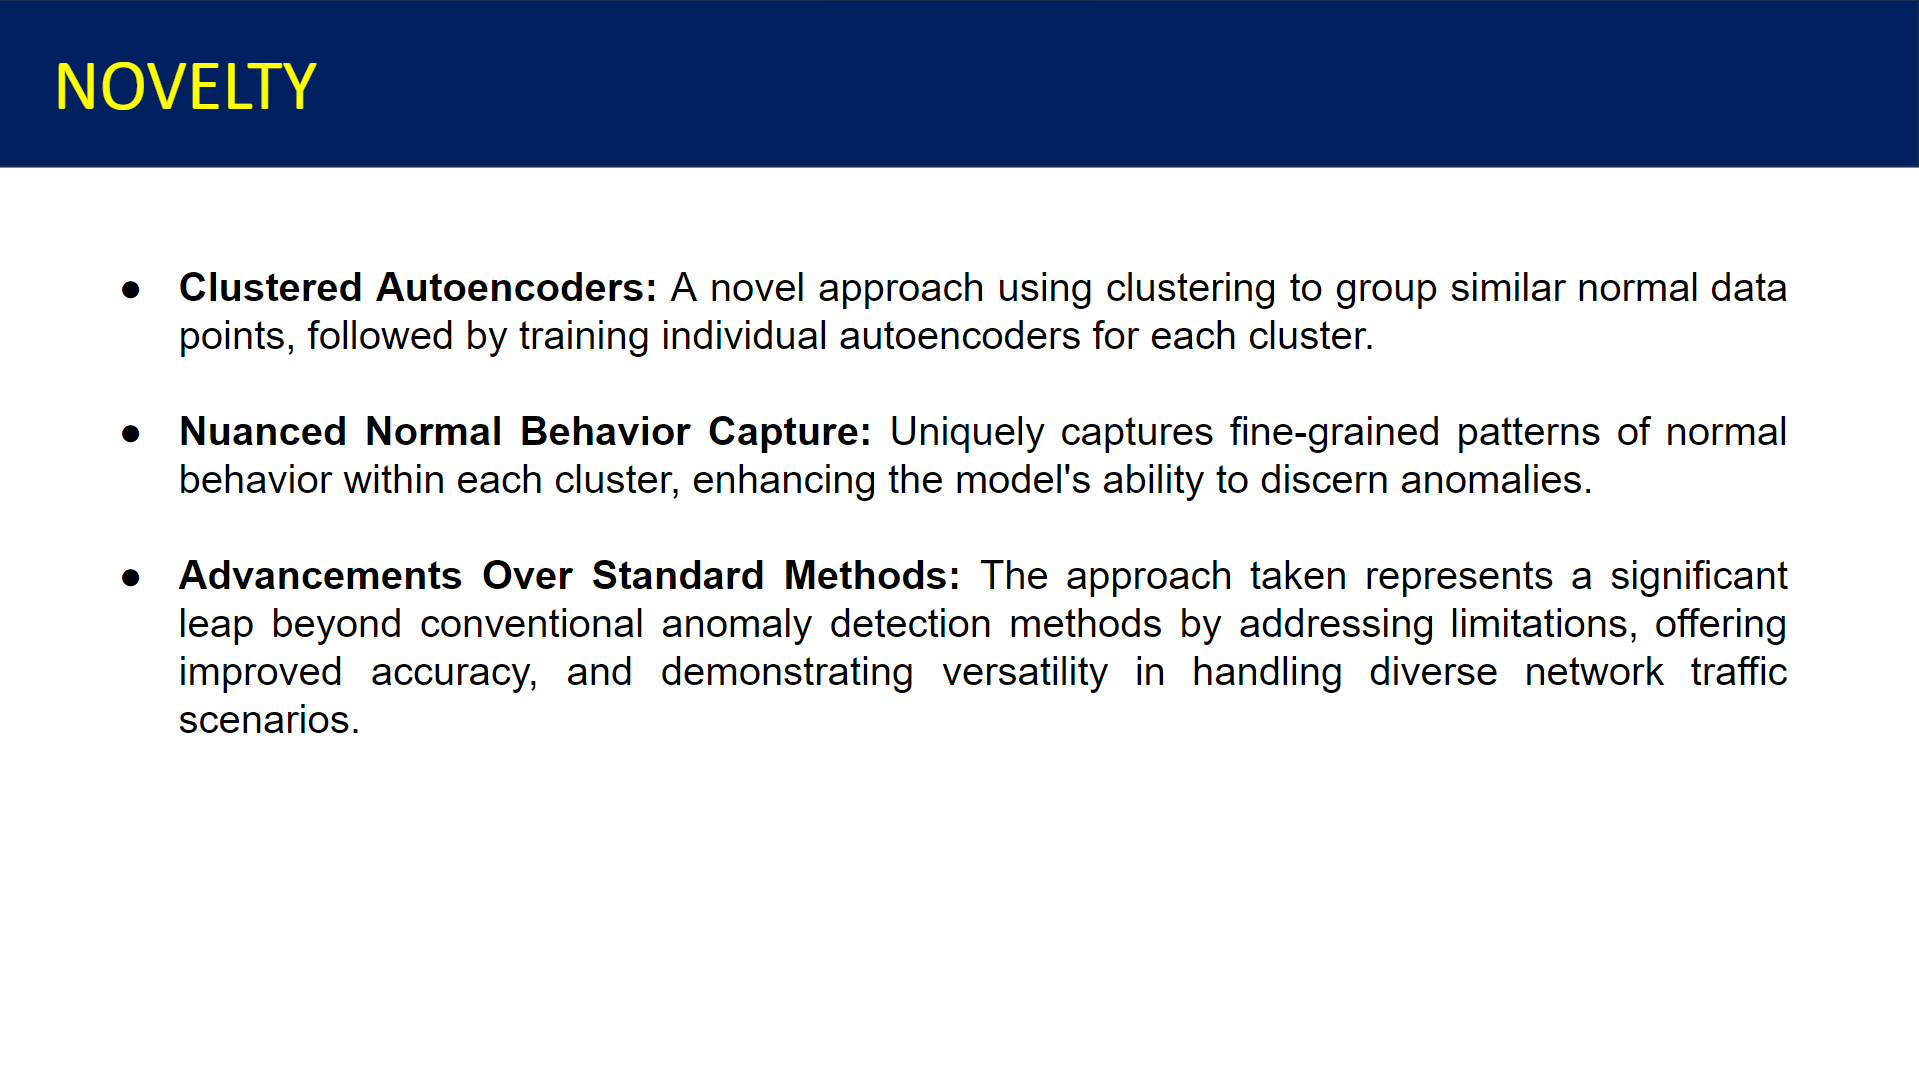 NOVELTY
● Clustered Autoencoders: A novel approach using clustering to group similar normal data
points, followed by training individual autoencoders for each cluster.
● Nuanced Normal Behavior Capture: Uniquely captures fine-grained patterns of normal
behavior within each cluster, enhancing the model's ability to discern anomalies.
● Advancements Over Standard Methods: The approach taken represents a significant
leap beyond conventional anomaly detection methods by addressing limitations, offering
improved accuracy, and demonstrating versatility in handling diverse network traffic
scenarios.